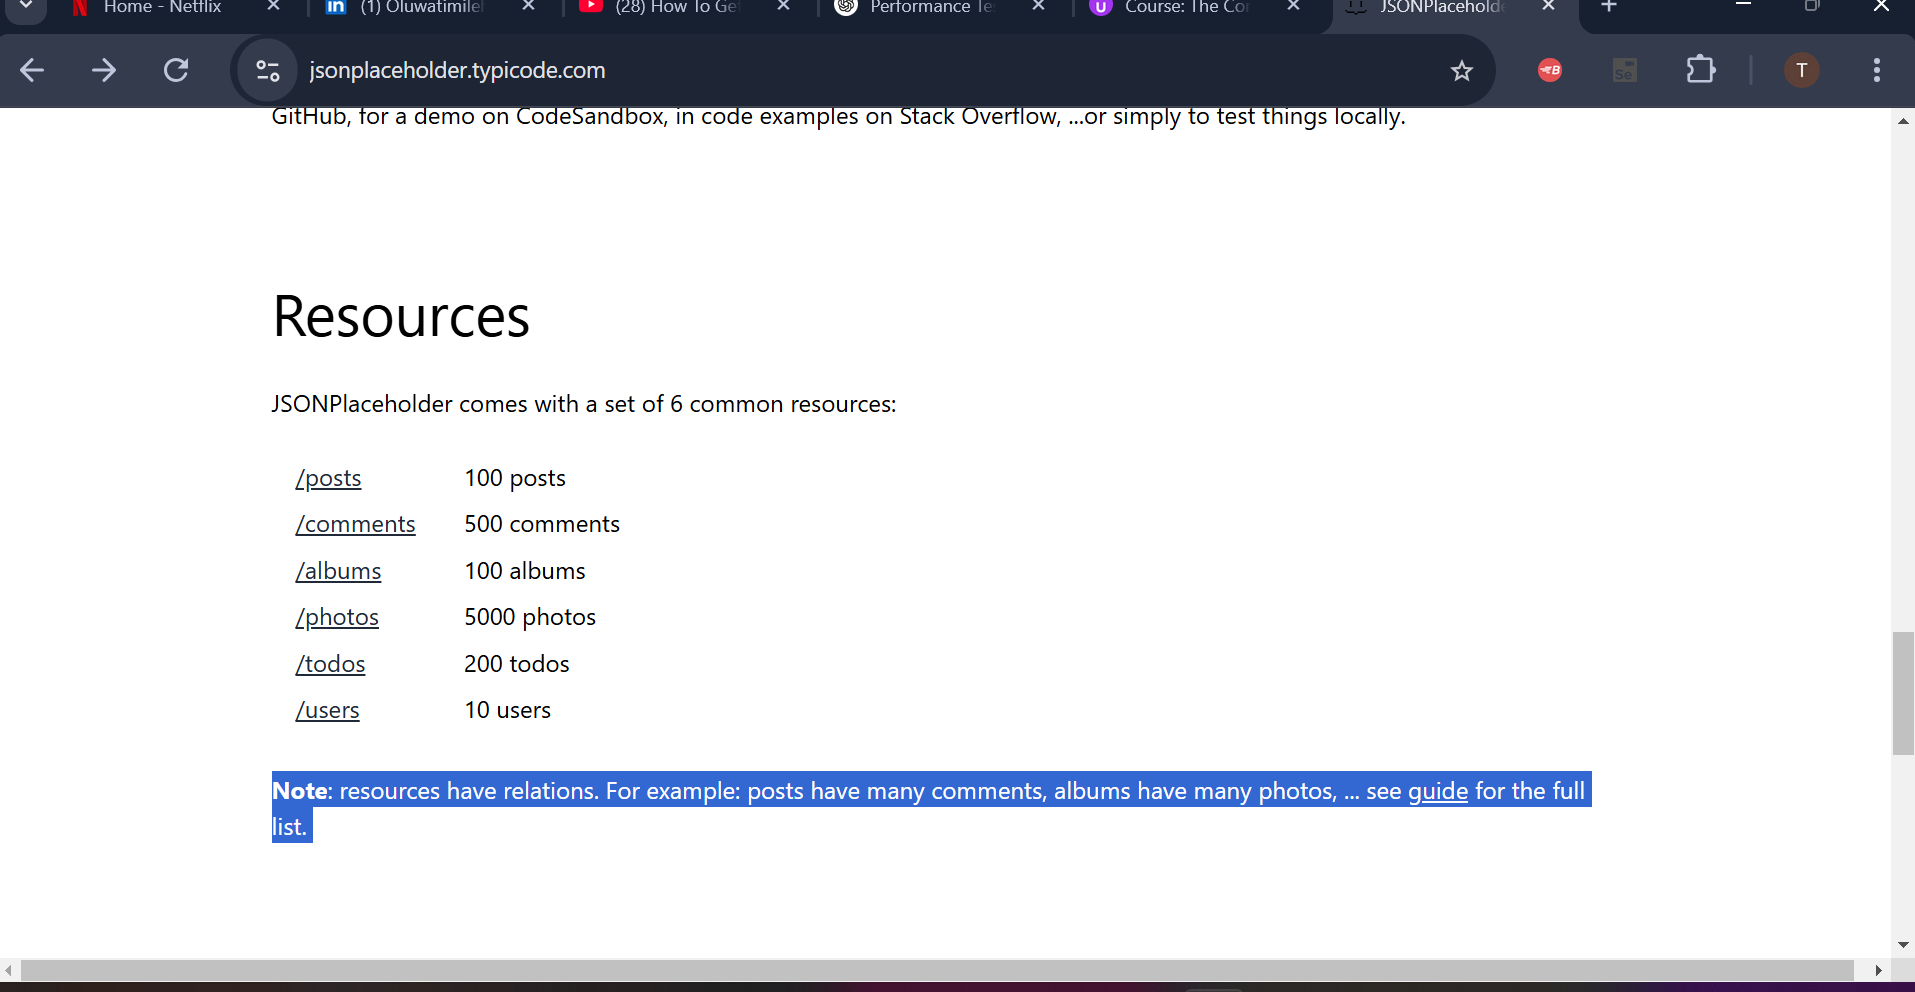 Home - Netflix
(1) Oluwatimile
(28) How To Ge
Performance Te
Course: The Co
JSONPlacehold
jsonplaceholder.typicode.com
T
GitHub, for a demo on CodeSandbox, in code examples on Stack Overflow, ...or simply to test things locally.
Resources
JSONPlaceholder comes with a set of 6 common resources:
/posts 100 posts
/comments 500 comments
/albums 100 albums
/photos 5000 photos
/todos 200 todos
/users 10 users
Note: resources have relations. For example: posts have many comments, albums have many photos, ... see guide for the full
list.